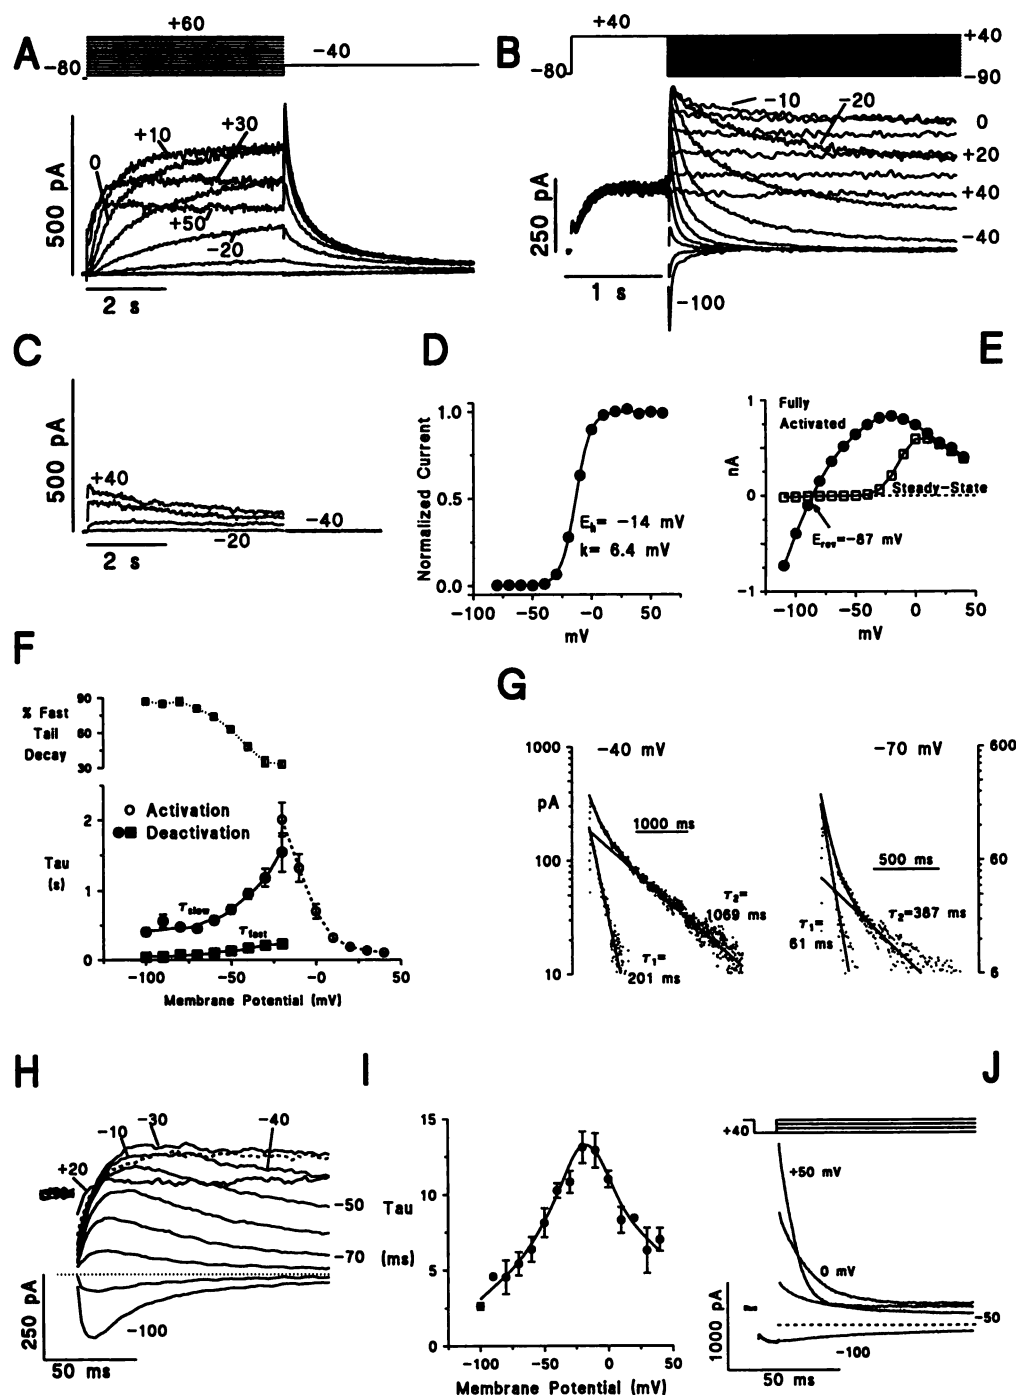 A
+60
-80
-40
+10
+30
0
+50
-20
500 pA
2 s
B
+40
-80
+40
-90
-10
-20
0
+20
+40
-40
-100
250 pA
1 s
C
500 pA
+40
-40
-20
2 s
D
Normalized Current
1.0
0.5
0.0
Eh= -14 mV
k= 6.4 mV
-100
-50
-0
50
mV
E
1
0
-1
nA
Fully
Activated
Steady-State
Erev=-87 mV
-100
-50
0
50
mV
F
% Fast
Tail
Decay
90
60
30
Activation
Deactivation
2
1
0
Tau
(s)
τslow
τfast
-100
-50
-0
50
Membrane Potential (mV)
G
1000
pA
100
10
-40 mV
1000 ms
τ2=
1069 ms
τ1=
201 ms
-70 mV
600
60
6
500 ms
τ1=
61 ms
τ2=387 ms
H
-30
-10
-40
+20
-50
-70
-100
250 pA
50 ms
I
15
10
5
0
Tau
(ms)
-100
-50
0
50
Membrane Potential (mV)
J
+40
+50 mV
0 mV
-50
-100
1000 pA
50 ms